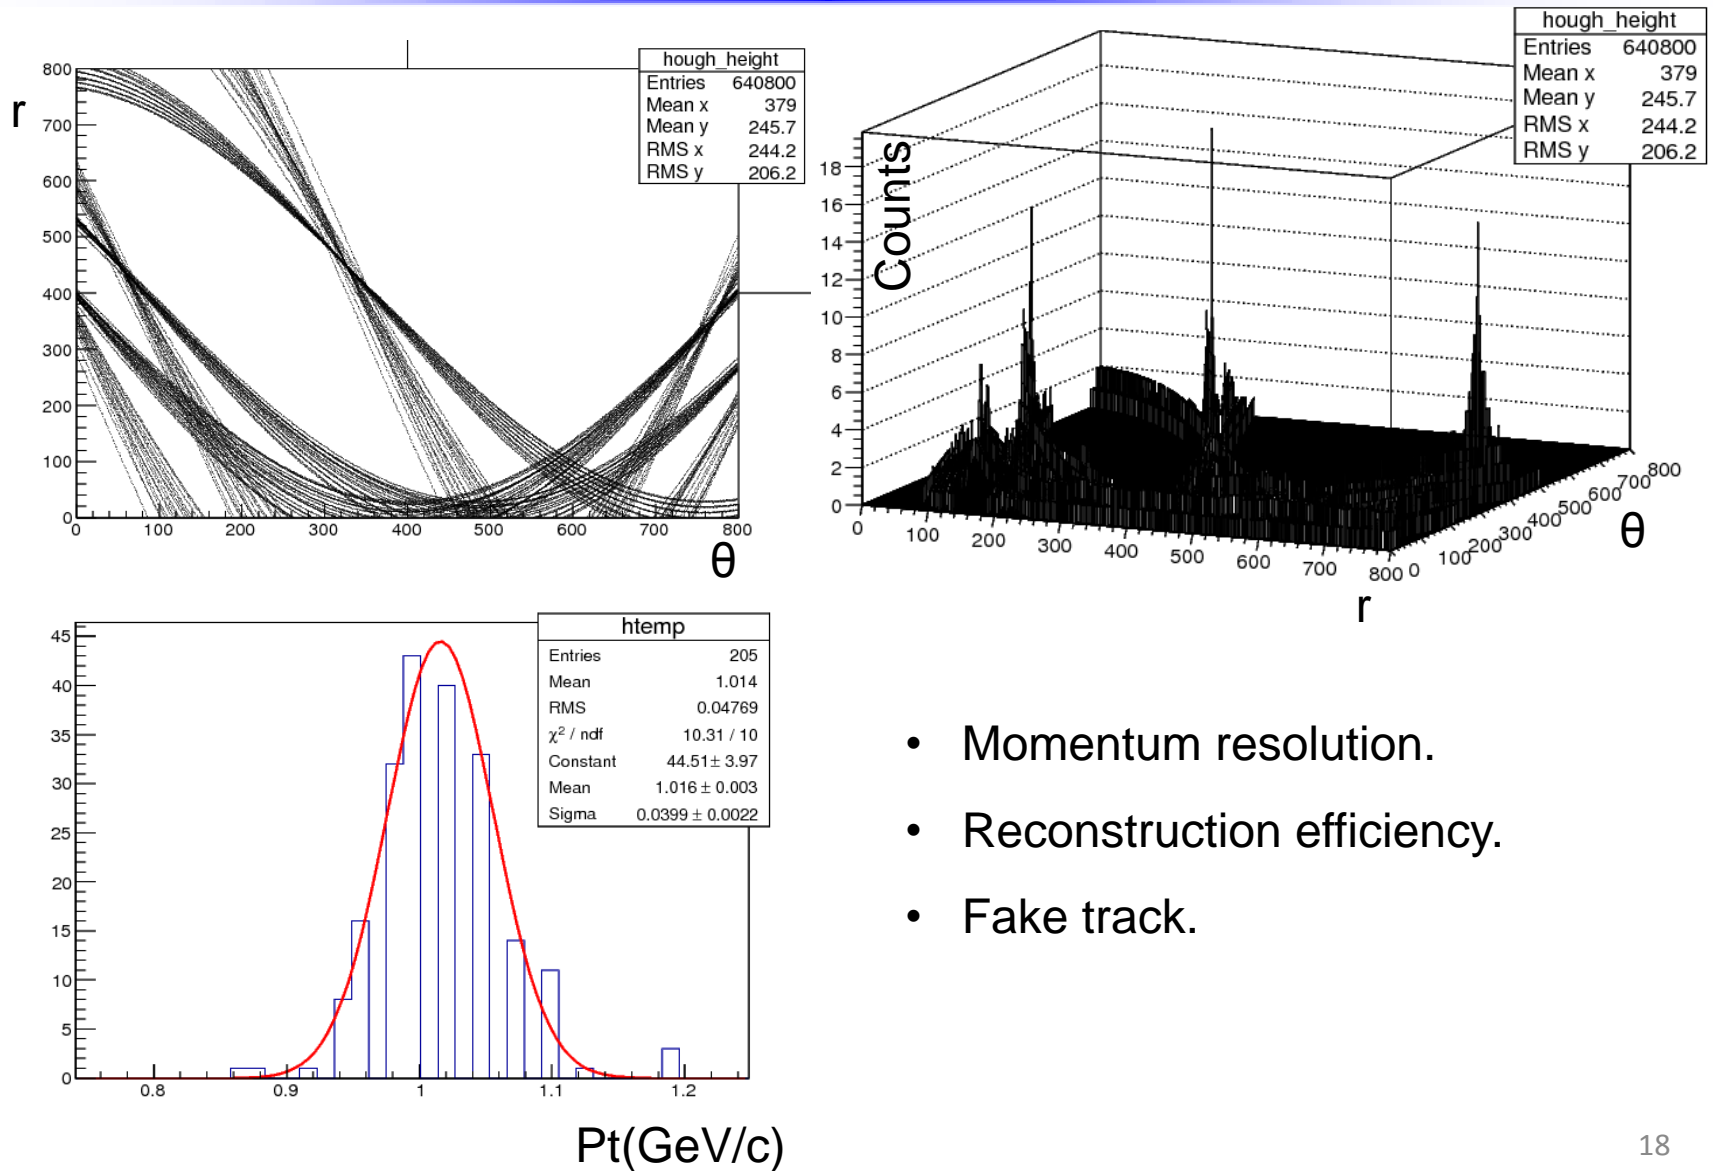 hough_height
Entries 640800
Mean x 379
Mean y 245.7
RMS x 244.2
RMS y 206.2
r
800
700
600
500
400
300
200
100
0
0 100 200 300 400 500 600 700 800
θ
hough_height
Entries 640800
Mean x 379
Mean y 245.7
RMS x 244.2
RMS y 206.2
Counts
18
16
14
12
10
8
6
4
2
0
0 100 200 300 400 500 600 700 800
r
0 100 200 300 400 500 600 700 800
θ
htemp
Entries 205
Mean 1.014
RMS 0.04769
χ² / ndf 10.31 / 10
Constant 44.51 ± 3.97
Mean 1.016 ± 0.003
Sigma 0.0399 ± 0.0022
45
40
35
30
25
20
15
10
5
0
0.8 0.9 1 1.1 1.2
Pt(GeV/c)
• Momentum resolution.
• Reconstruction efficiency.
• Fake track.
18